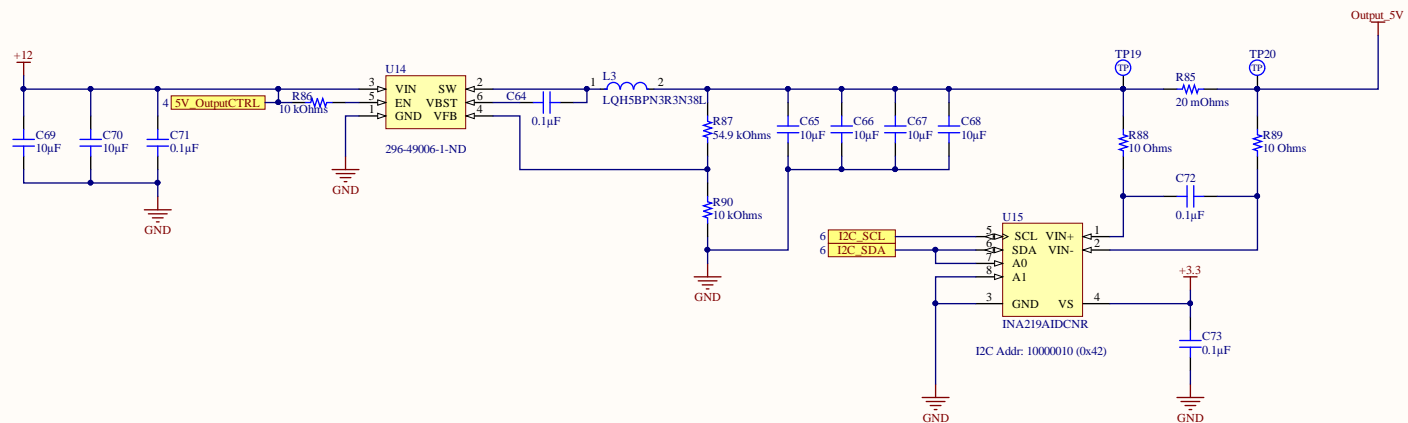 Output_5V
+12
U14
L3
TP19
TP20
TP
TP
3 VIN SW 2
C64
1
2
R85
20 mOhms
4 5V_OutputCTRL
R86
10 kOhms
5 EN VBST 6
1 GND VFB 4
LQH5BPN3R3N38L
0.1µF
C69
10µF
C70
10µF
C71
0.1µF
296-49006-1-ND
R87
54.9 kOhms
C65
10µF
C66
10µF
C67
10µF
C68
10µF
R88
10 Ohms
R89
10 Ohms
GND
GND
C72
0.1µF
R90
10 kOhms
U15
6 I2C_SCL
6 I2C_SDA
5 SCL VIN+ 1
6 SDA VIN- 2
7 A0
8 A1
3 GND VS 4
+3.3
GND
INA219AIDCNR
C73
0.1µF
I2C Addr: 10000010 (0x42)
GND
GND